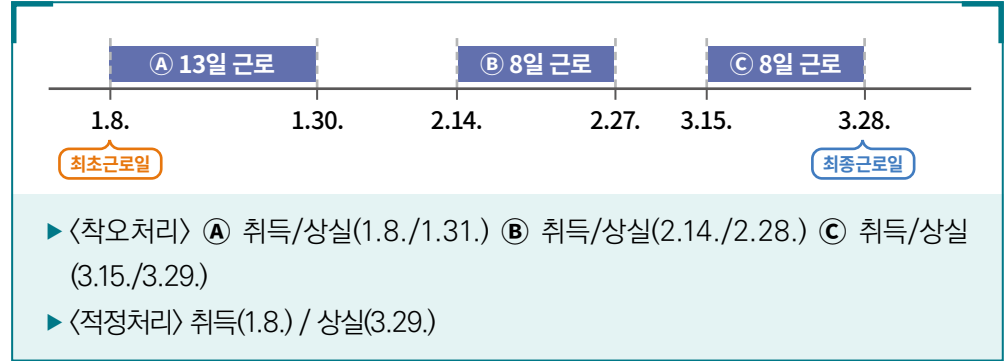 Ⓐ 13일 근로 Ⓑ 8일 근로 Ⓒ 8일 근로
1.8. 1.30. 2.14. 2.27. 3.15. 3.28.
최초근로일 최종근로일
▶〈착오처리〉 Ⓐ 취득/상실(1.8./1.31.) Ⓑ 취득/상실(2.14./2.28.) Ⓒ 취득/상실
(3.15./3.29.)
▶〈적정처리〉 취득(1.8.) / 상실(3.29.)